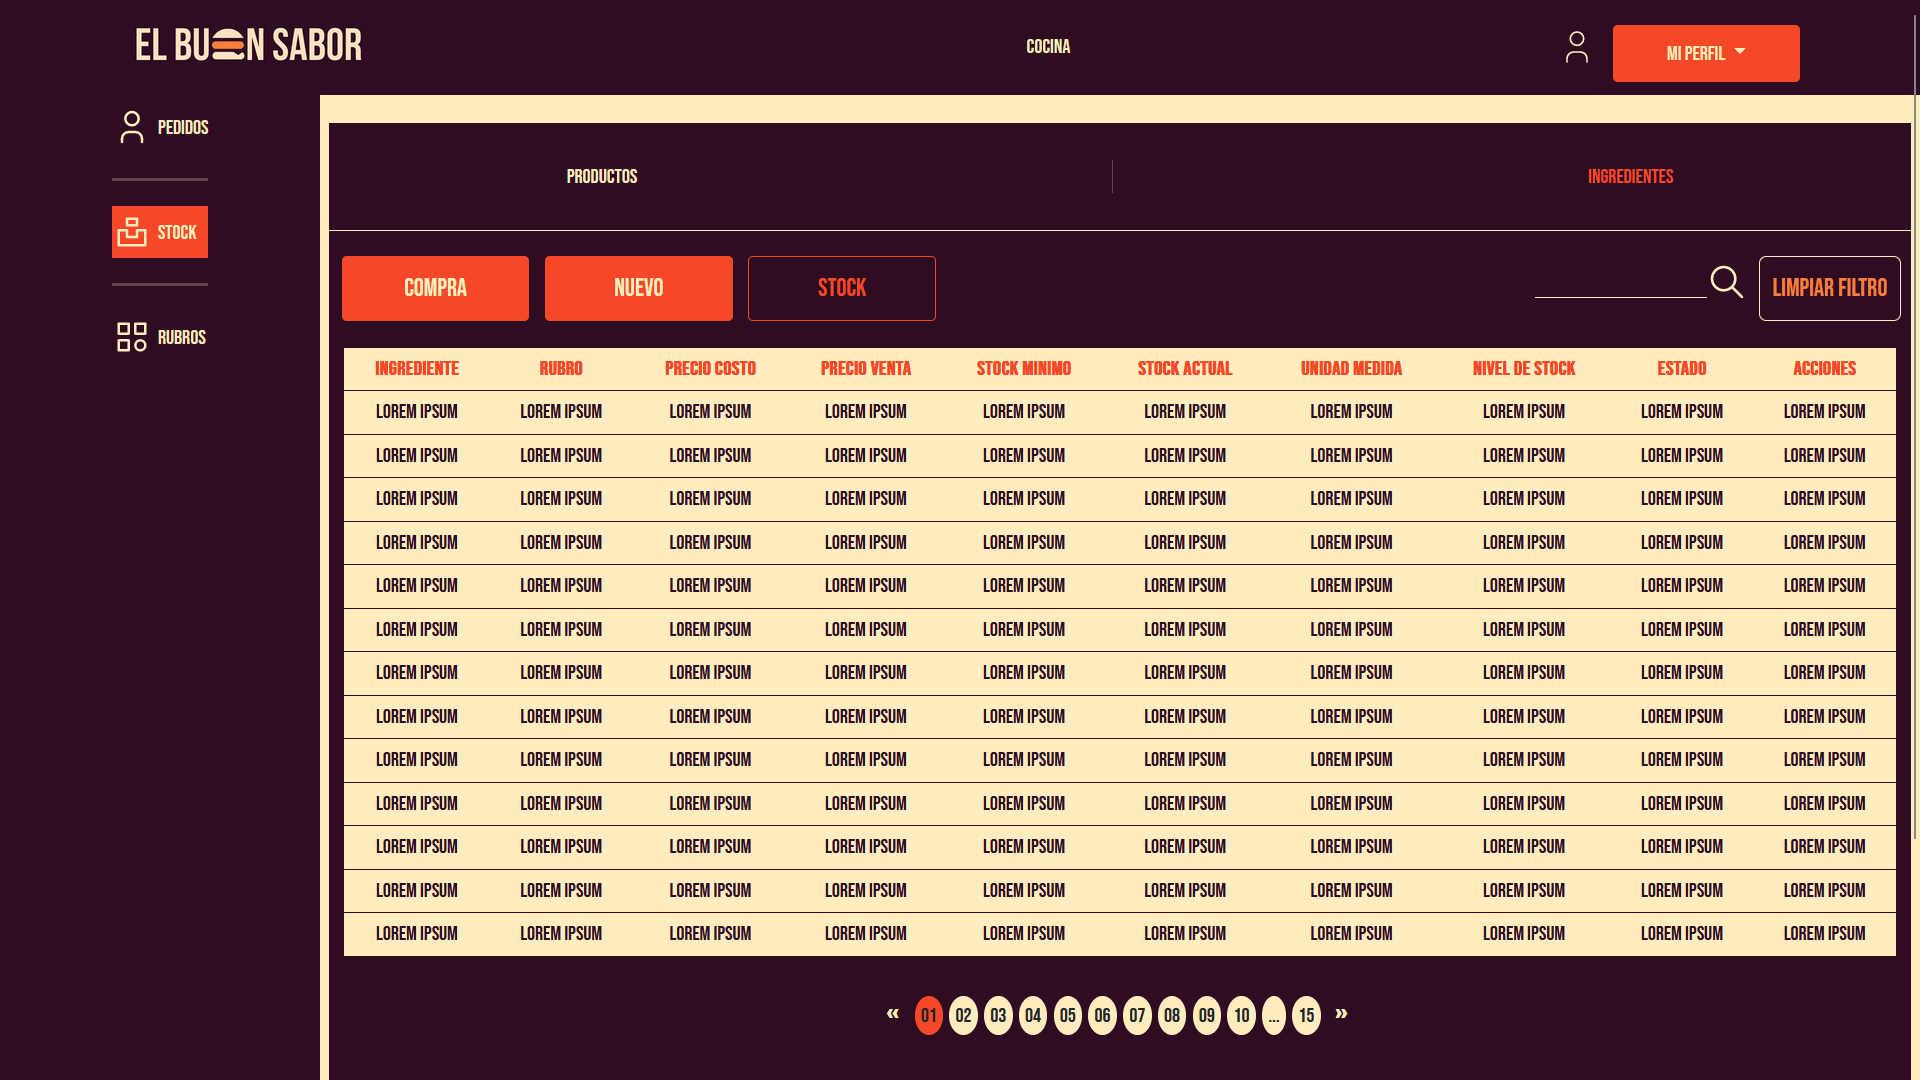 EL BUEN SABOR
COCINA
MI PERFIL
PEDIDOS
STOCK
RUBROS
PRODUCTOS
INGREDIENTES
COMPRA NUEVO STOCK LIMPIAR FILTRO
INGREDIENTE RUBRO PRECIO COSTO PRECIO VENTA STOCK MINIMO STOCK ACTUAL UNIDAD MEDIDA NIVEL DE STOCK ESTADO ACCIONES
LOREM IPSUM LOREM IPSUM LOREM IPSUM LOREM IPSUM LOREM IPSUM LOREM IPSUM LOREM IPSUM LOREM IPSUM LOREM IPSUM LOREM IPSUM
LOREM IPSUM LOREM IPSUM LOREM IPSUM LOREM IPSUM LOREM IPSUM LOREM IPSUM LOREM IPSUM LOREM IPSUM LOREM IPSUM LOREM IPSUM
LOREM IPSUM LOREM IPSUM LOREM IPSUM LOREM IPSUM LOREM IPSUM LOREM IPSUM LOREM IPSUM LOREM IPSUM LOREM IPSUM LOREM IPSUM
LOREM IPSUM LOREM IPSUM LOREM IPSUM LOREM IPSUM LOREM IPSUM LOREM IPSUM LOREM IPSUM LOREM IPSUM LOREM IPSUM LOREM IPSUM
LOREM IPSUM LOREM IPSUM LOREM IPSUM LOREM IPSUM LOREM IPSUM LOREM IPSUM LOREM IPSUM LOREM IPSUM LOREM IPSUM LOREM IPSUM
LOREM IPSUM LOREM IPSUM LOREM IPSUM LOREM IPSUM LOREM IPSUM LOREM IPSUM LOREM IPSUM LOREM IPSUM LOREM IPSUM LOREM IPSUM
LOREM IPSUM LOREM IPSUM LOREM IPSUM LOREM IPSUM LOREM IPSUM LOREM IPSUM LOREM IPSUM LOREM IPSUM LOREM IPSUM LOREM IPSUM
LOREM IPSUM LOREM IPSUM LOREM IPSUM LOREM IPSUM LOREM IPSUM LOREM IPSUM LOREM IPSUM LOREM IPSUM LOREM IPSUM LOREM IPSUM
LOREM IPSUM LOREM IPSUM LOREM IPSUM LOREM IPSUM LOREM IPSUM LOREM IPSUM LOREM IPSUM LOREM IPSUM LOREM IPSUM LOREM IPSUM
LOREM IPSUM LOREM IPSUM LOREM IPSUM LOREM IPSUM LOREM IPSUM LOREM IPSUM LOREM IPSUM LOREM IPSUM LOREM IPSUM LOREM IPSUM
LOREM IPSUM LOREM IPSUM LOREM IPSUM LOREM IPSUM LOREM IPSUM LOREM IPSUM LOREM IPSUM LOREM IPSUM LOREM IPSUM LOREM IPSUM
LOREM IPSUM LOREM IPSUM LOREM IPSUM LOREM IPSUM LOREM IPSUM LOREM IPSUM LOREM IPSUM LOREM IPSUM LOREM IPSUM LOREM IPSUM
LOREM IPSUM LOREM IPSUM LOREM IPSUM LOREM IPSUM LOREM IPSUM LOREM IPSUM LOREM IPSUM LOREM IPSUM LOREM IPSUM LOREM IPSUM
« 01 02 03 04 05 06 07 08 09 10 ... 15 »